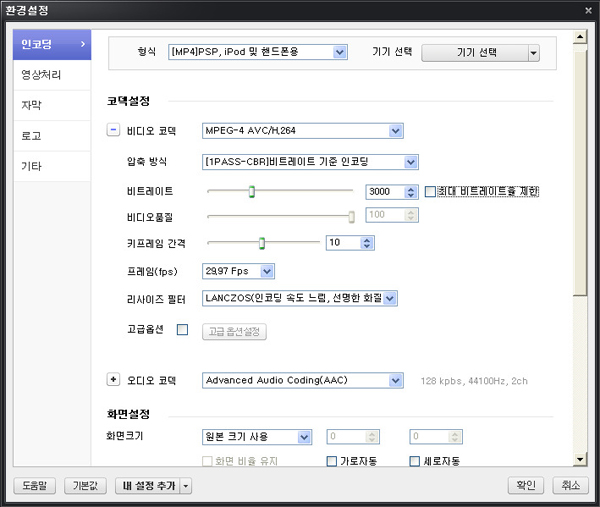 환경설정
인코딩
영상처리
자막
로고
기타
형식 [MP4]PSP, iPod 및 핸드폰용 기기 선택 기기 선택
코덱설정
비디오 코덱 MPEG-4 AVC/H.264
압축 방식 [1PASS-CBR]비트레이트 기준 인코딩
비트레이트 3000 최대 비트레이트율 제한
비디오품질 100
키프레임 간격 10
프레임(fps) 29.97 Fps
리사이즈 필터 LANCZOS(인코딩 속도 느림, 선명한 화질
고급옵션 고급 옵션설정
오디오 코덱 Advanced Audio Coding(AAC) 128 kpbs, 44100Hz, 2ch
화면설정
화면크기 원본 크기 사용 0 0
화면 비율 유지 가로자동 세로자동
도움말 기본값 내 설정 추가 확인 취소